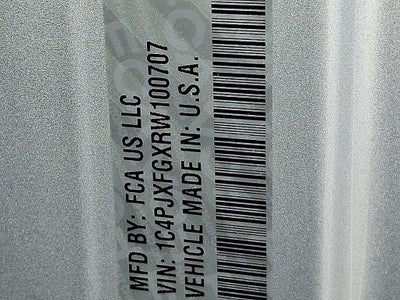 MFD BY: FCA US LLC
VIN: 1C4PJXFGXRW100707
VEHICLE MADE IN: U.S.A.